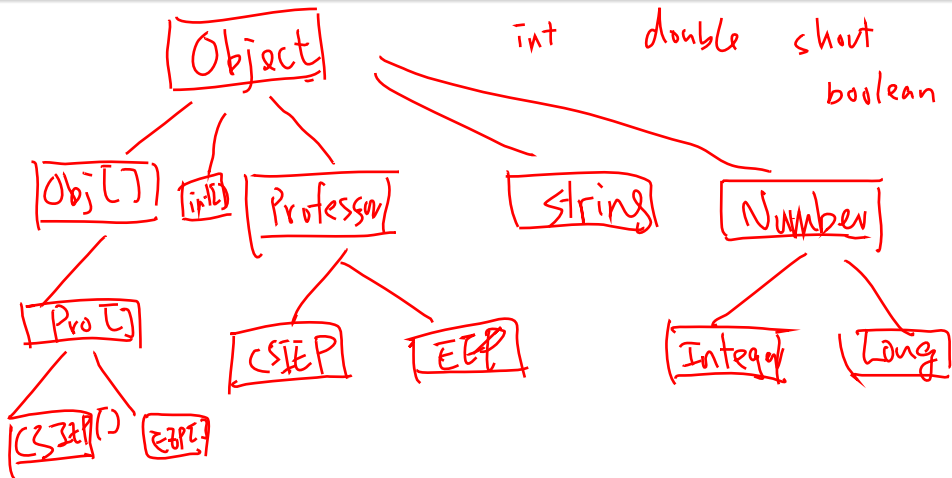 Object
int double short
boolean
Obj[] int[] Professor String Number
Pro[] CSIEP EEP Integer Long
CSIEP[] EEP[]